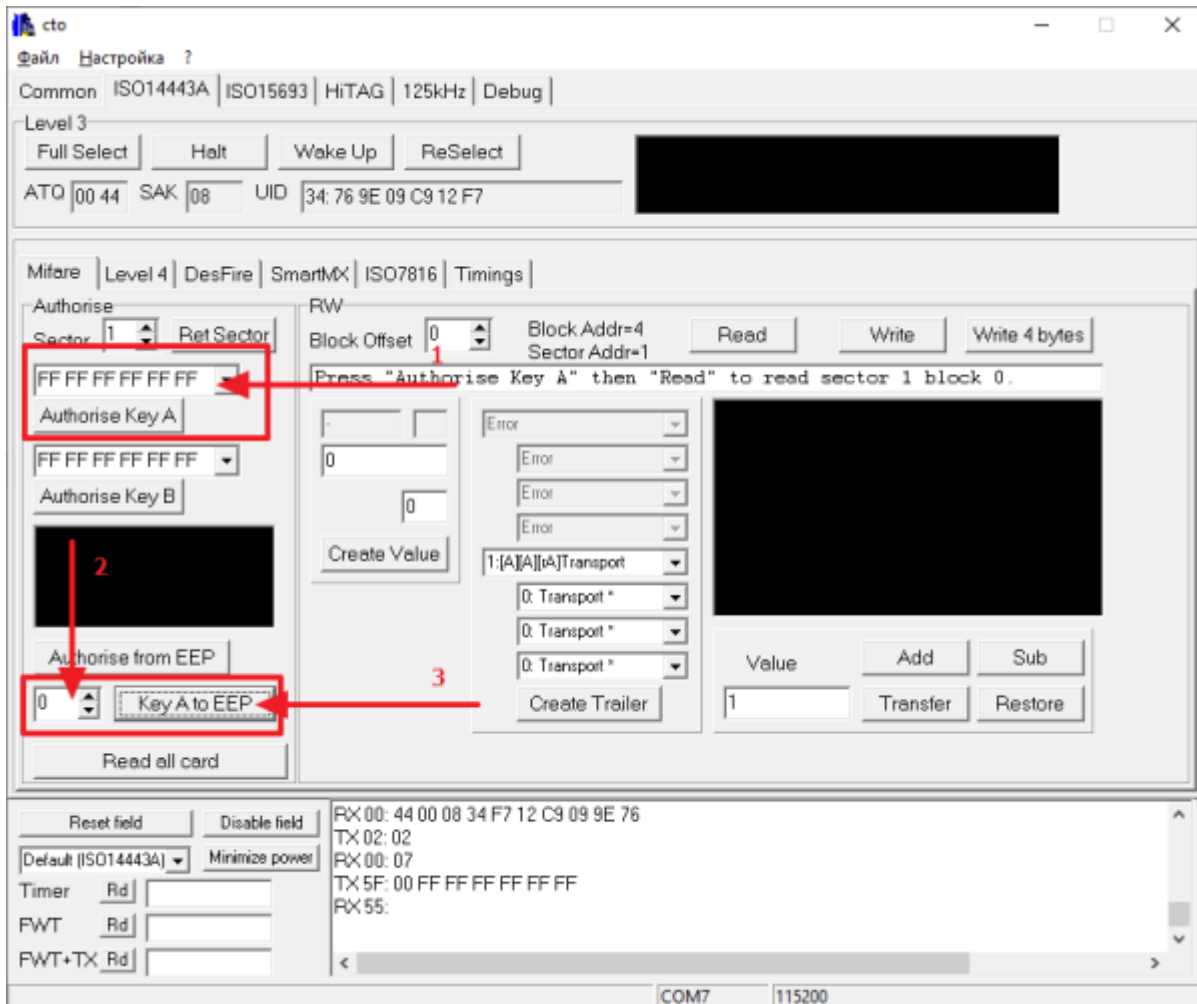 cto
Файл Настройка ?
Common ISO14443A ISO15693 HiTAG 125kHz Debug
Level 3
Full Select Halt Wake Up ReSelect
ATQ 00 44 SAK 08 UID 34: 76 9E 09 C9 12 F7
Mifare Level 4 DesFire SmartMX ISO7816 Timings
Authorise
RW
Sector 1 Ret Sector
Block Offset 0
Block Addr=4
Sector Addr=1
Read Write Write 4 bytes
1
FF FF FF FF FF FF
Press "Authorise Key A" then "Read" to read sector 1 block 0.
Authorise Key A
FF FF FF FF FF FF
Authorise Key B
-
0
0
Create Value
Error
Error
Error
Error
1:[A][A][nA]Transport
0: Transport *
0: Transport *
0: Transport *
Create Trailer
2
Authorise from EEP
0 Key A to EEP
3
Read all card
Value Add Sub
1 Transfer Restore
Reset field Disable field
Default (ISO14443A) Minimize power
Timer Rd
FWT Rd
FWT+TX Rd
RX 00: 44 00 08 34 F7 12 C9 09 9E 76
TX 02: 02
RX 00: 07
TX 5F: 00 FF FF FF FF FF FF
RX 55:
COM7 115200